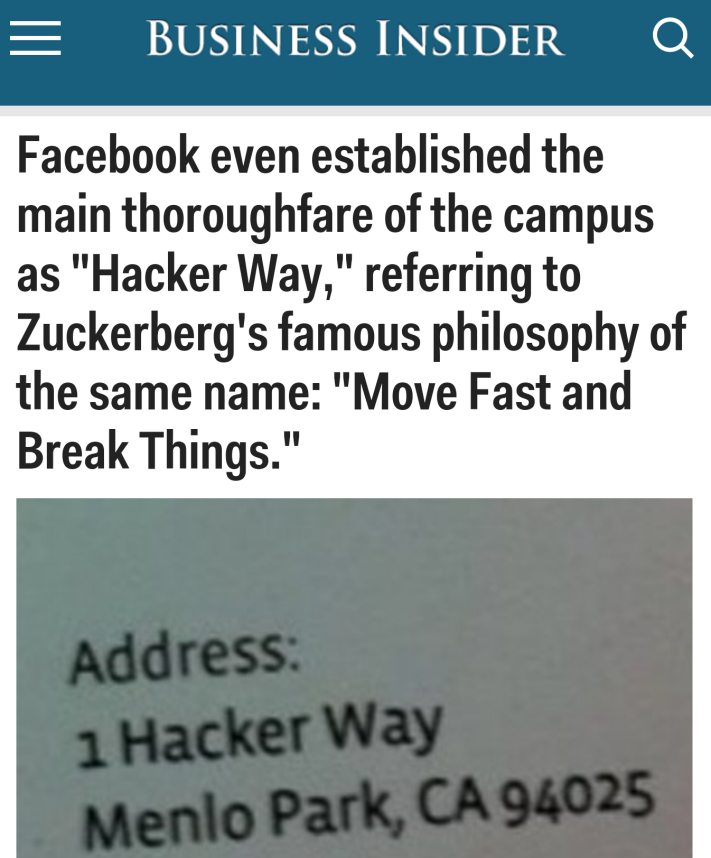 BUSINESS INSIDER
Facebook even established the
main thoroughfare of the campus
as "Hacker Way," referring to
Zuckerberg's famous philosophy of
the same name: "Move Fast and
Break Things."
Address:
1 Hacker Way
Menlo Park, CA 94025